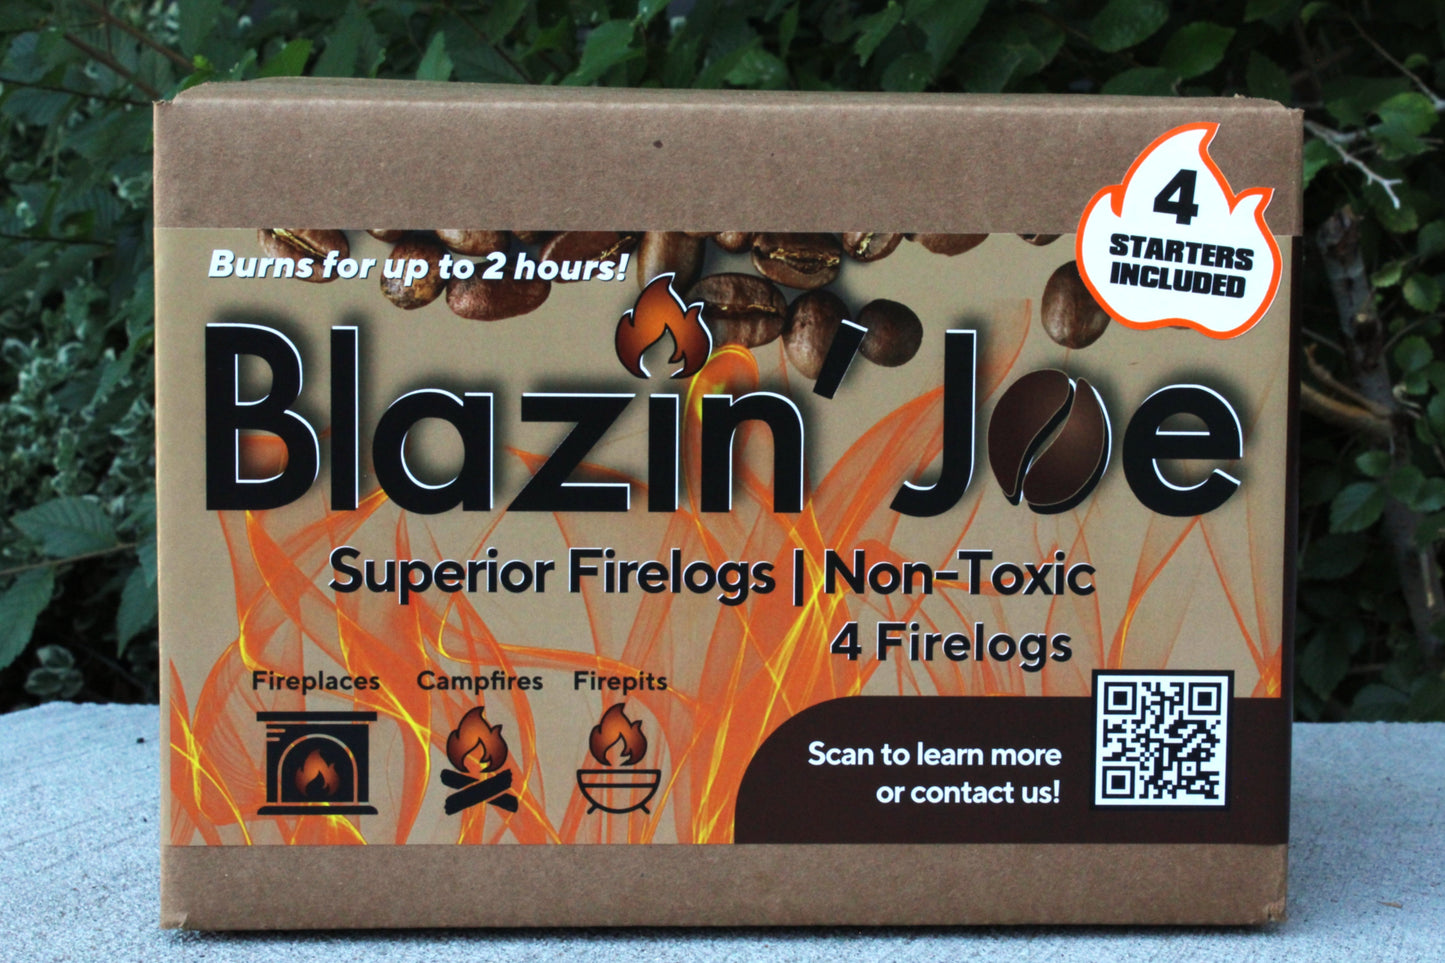 4
STARTERS
INCLUDED
Burns for up to 2 hours!
Blazin' Joe
Superior Firelogs | Non-Toxic
4 Firelogs
Fireplaces Campfires Firepits
Scan to learn more
or contact us!